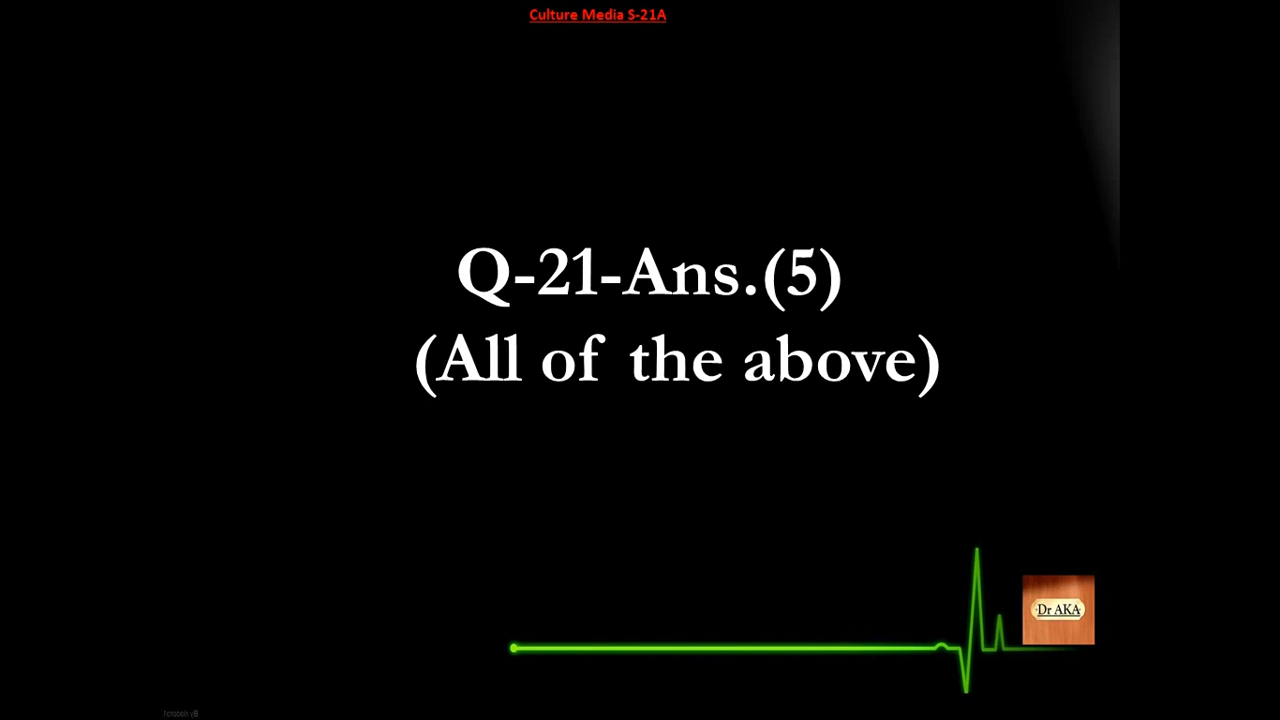 Culture Media S-21A
Q-21-Ans.(5)
(All of the above)
Dr AKA